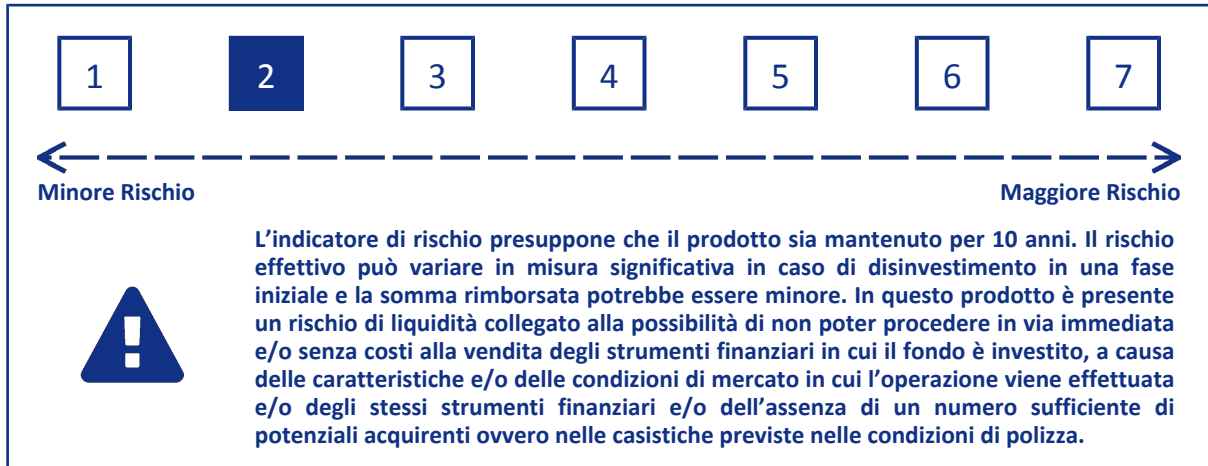 1 2 3 4 5 6 7
Minore Rischio Maggiore Rischio
L’indicatore di rischio presuppone che il prodotto sia mantenuto per 10 anni. Il rischio
effettivo può variare in misura significativa in caso di disinvestimento in una fase
iniziale e la somma rimborsata potrebbe essere minore. In questo prodotto è presente
un rischio di liquidità collegato alla possibilità di non poter procedere in via immediata
e/o senza costi alla vendita degli strumenti finanziari in cui il fondo è investito, a causa
delle caratteristiche e/o delle condizioni di mercato in cui l’operazione viene effettuata
e/o degli stessi strumenti finanziari e/o dell’assenza di un numero sufficiente di
potenziali acquirenti ovvero nelle casistiche previste nelle condizioni di polizza.